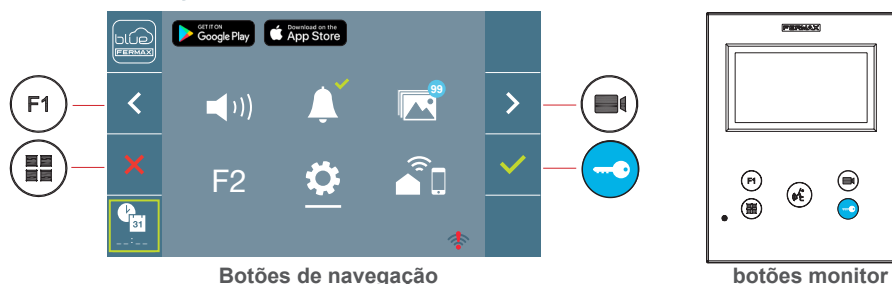 blue
FERMAX
GET IT ON
Google Play
Download on the
App Store
99
F1
F2
31
--:--
Botões de navegação
FERMAX
F1
botões monitor